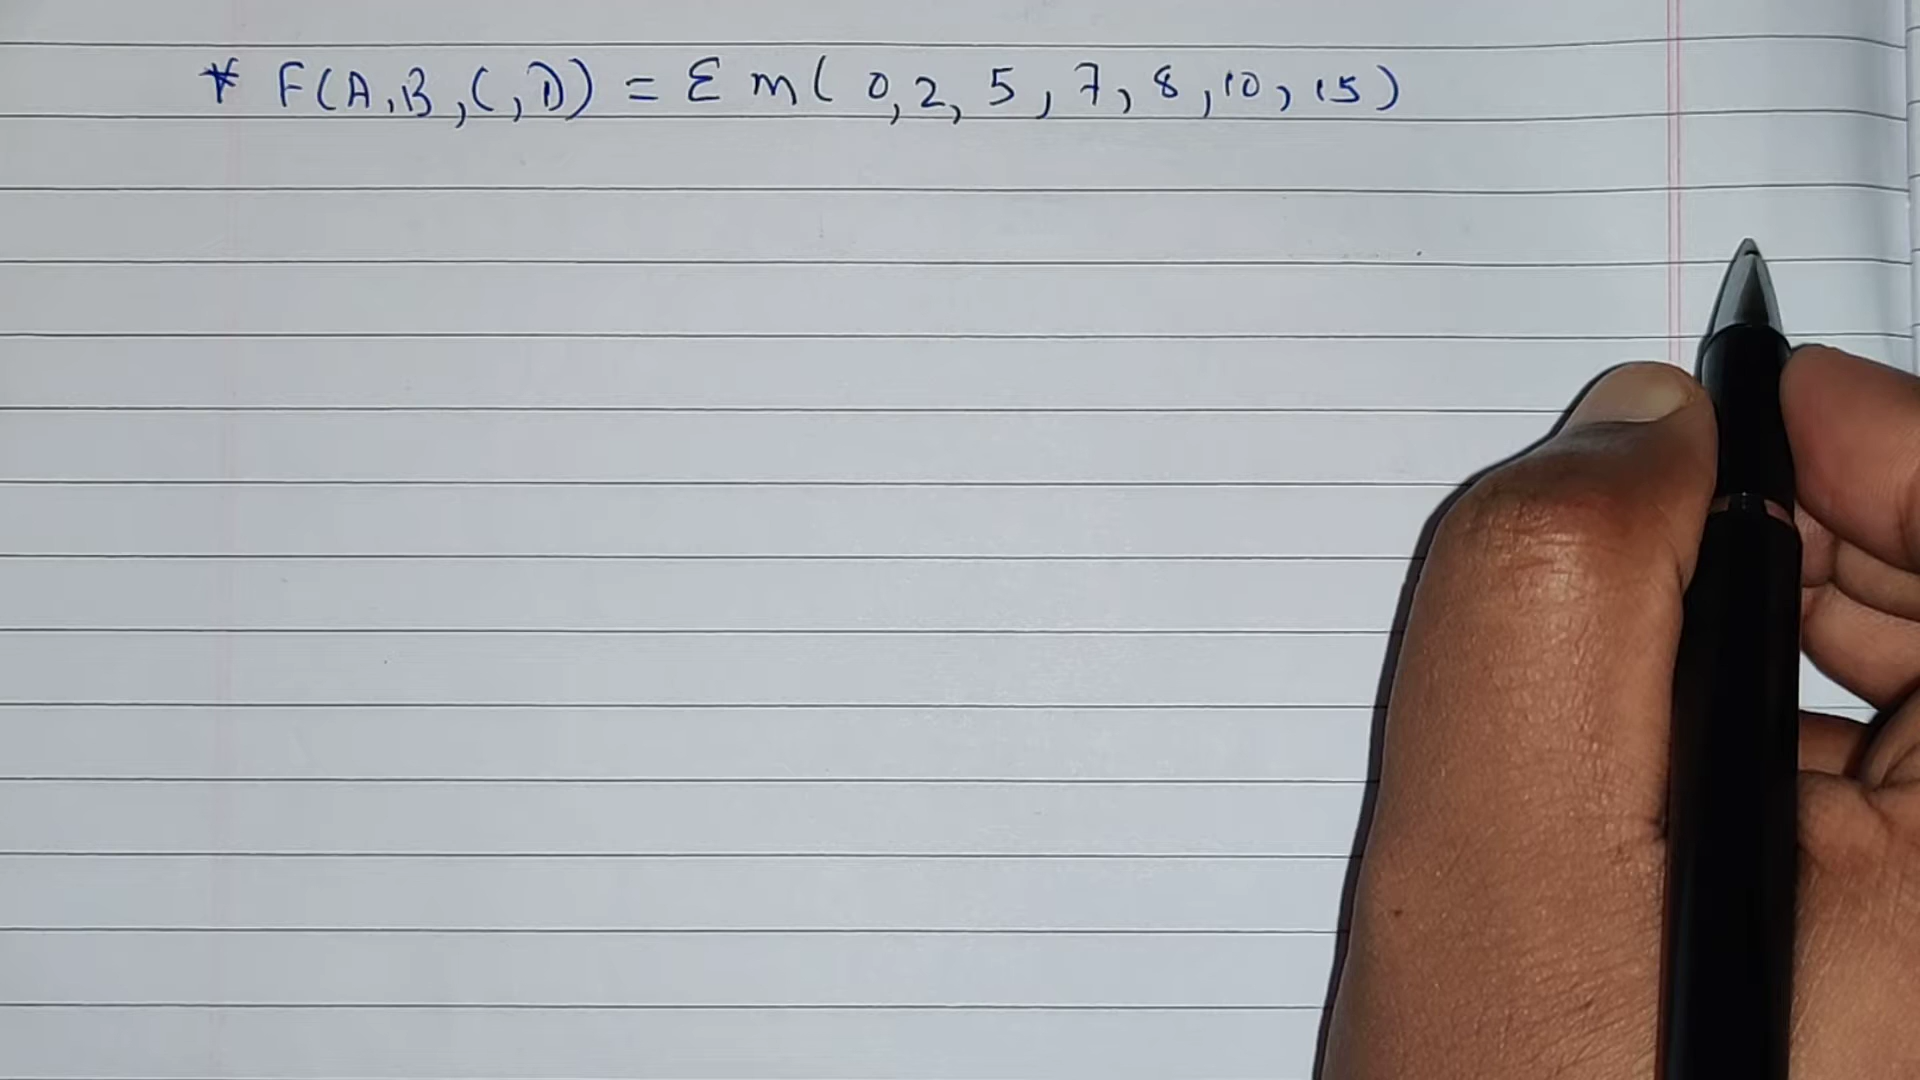 * F(A,B,C,D) = Σ m( 0,2, 5, 7, 8,10, 15)